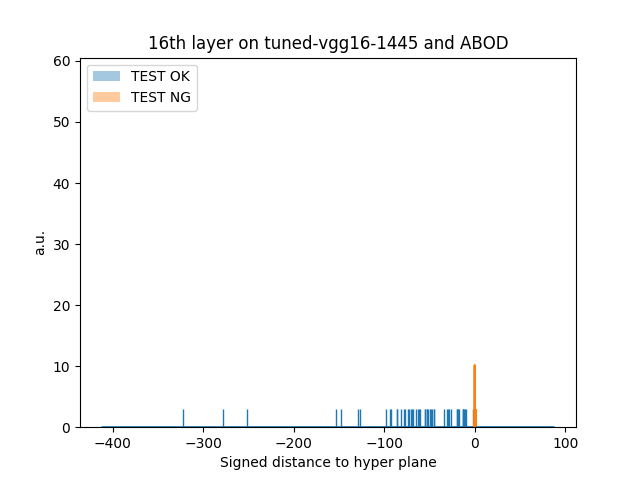 16th layer on tuned-vgg16-1445 and ABOD
TEST OK
TEST NG
60
50
40
30
20
10
0
a.u.
−400 −300 −200 −100 0 100
Signed distance to hyper plane